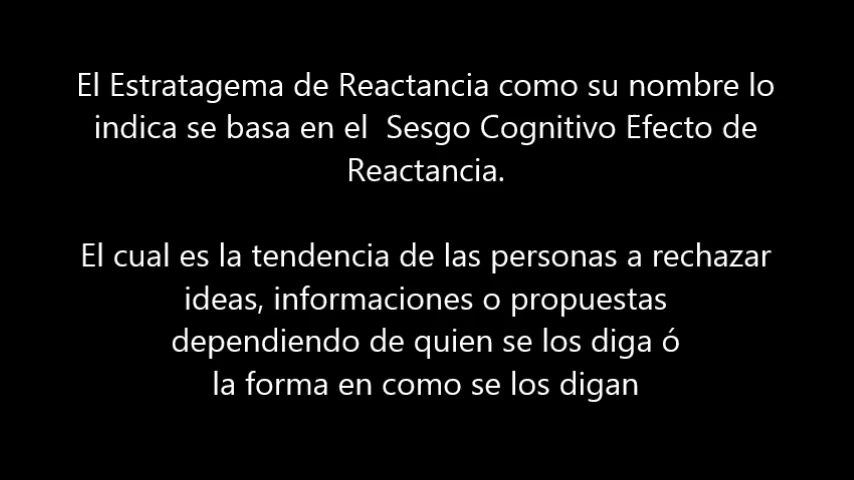 El Estratagema de Reactancia como su nombre lo
indica se basa en el  Sesgo Cognitivo Efecto de
Reactancia.
El cual es la tendencia de las personas a rechazar
ideas, informaciones o propuestas
dependiendo de quien se los diga ó
la forma en como se los digan